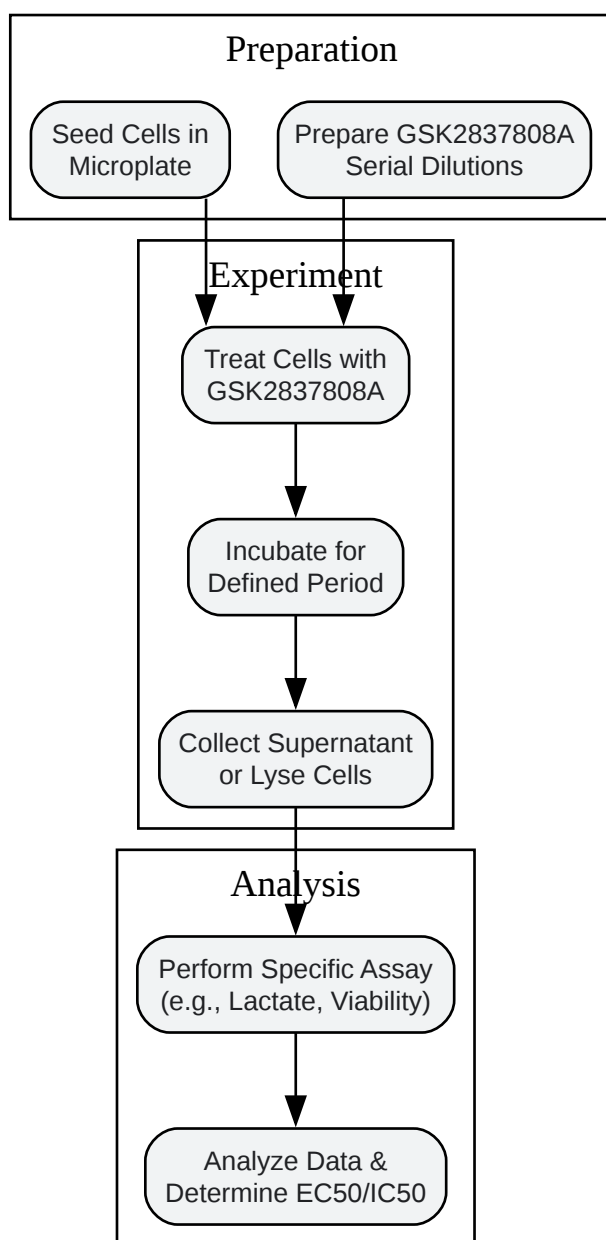 Preparation
Seed Cells in
Microplate
Prepare GSK2837808A
Serial Dilutions
Experiment
Treat Cells with
GSK2837808A
Incubate for
Defined Period
Collect Supernatant
or Lyse Cells
Analysis
Perform Specific Assay
(e.g., Lactate, Viability)
Analyze Data &
Determine EC50/IC50